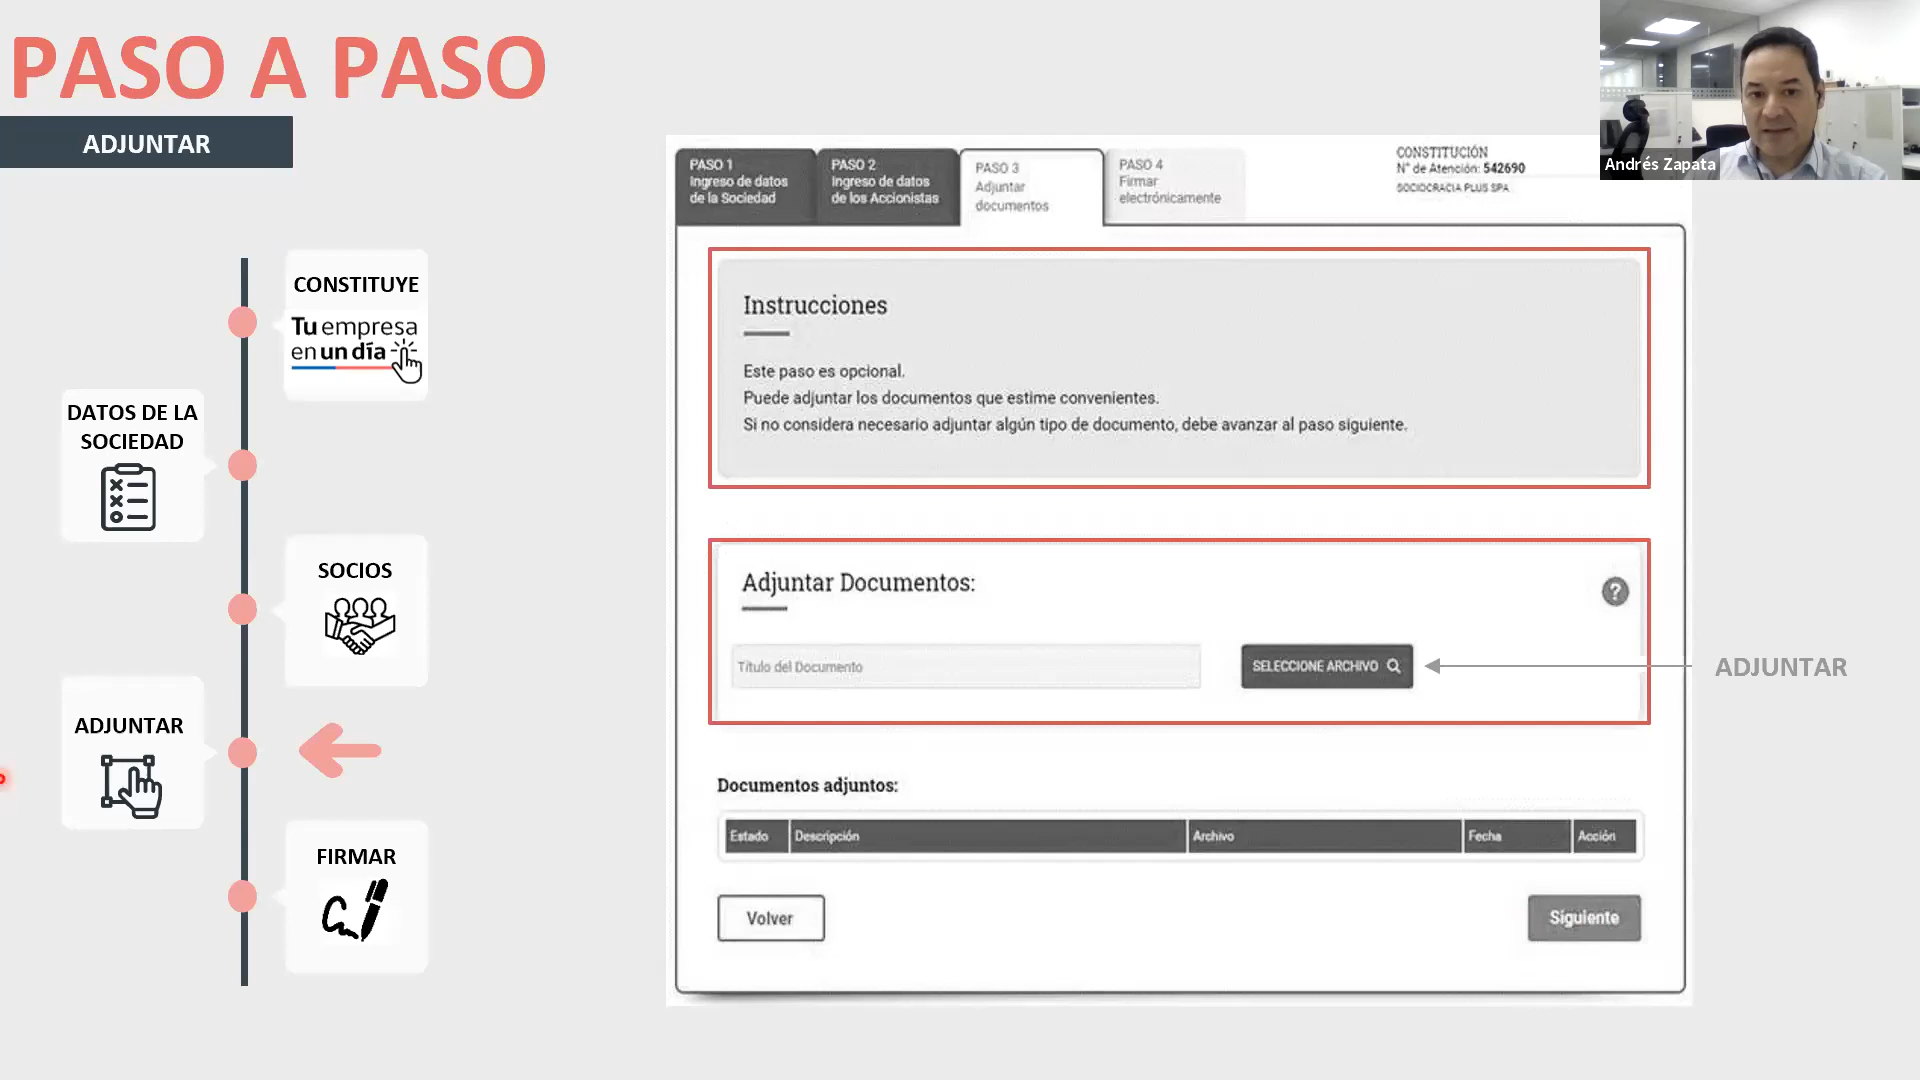 PASO A PASO
ADJUNTAR
CONSTITUYE
Tu empresa
en un día
DATOS DE LA
SOCIEDAD
SOCIOS
ADJUNTAR
FIRMAR
PASO 1
Ingreso de datos
de la Sociedad
PASO 2
Ingreso de datos
de los Accionistas
PASO 3
Adjuntar
documentos
PASO 4
Firmar
electrónicamente
CONSTITUCIÓN
N° de Atención: 542690
SOCIOCRACIA PLUS SPA
Andrés Zapata
Instrucciones
Este paso es opcional.
Puede adjuntar los documentos que estime convenientes.
Si no considera necesario adjuntar algún tipo de documento, debe avanzar al paso siguiente.
Adjuntar Documentos:
?
Título del Documento
SELECCIONE ARCHIVO
ADJUNTAR
Documentos adjuntos:
Estado Descripción Archivo Fecha Acción
Volver
Siguiente